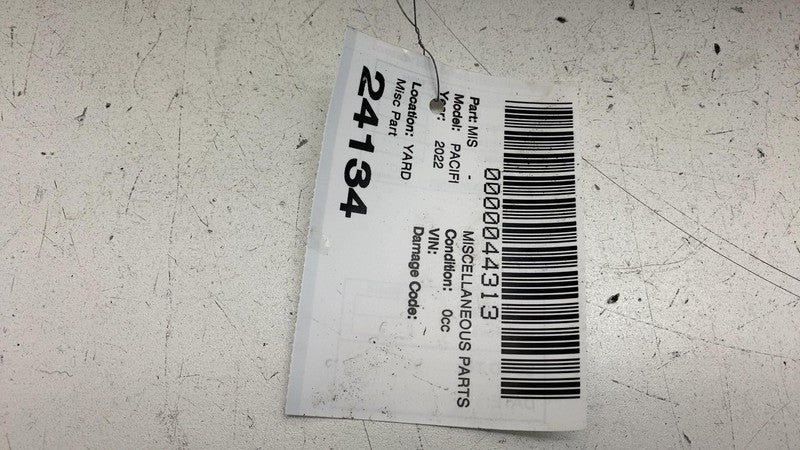 0000044313
Part: MIS - MISCELLANEOUS PARTS
Model: PACIFI Condition: 0cc
Year: 2022 VIN:
Location: YARD Damage Code:
Misc Part
24134